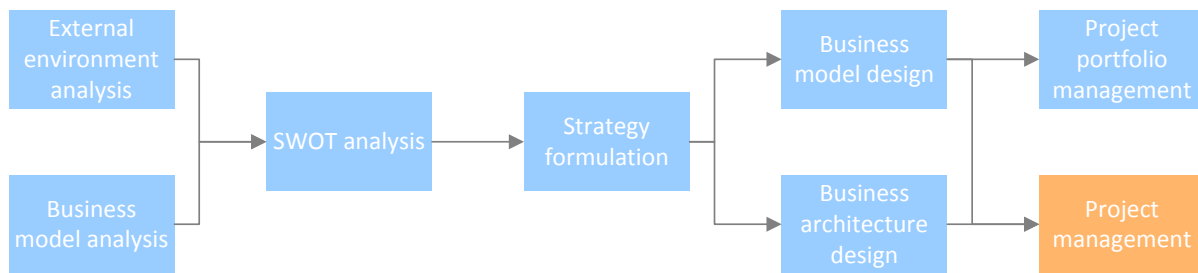 External
environment
analysis
Business
model analysis
SWOT analysis
Strategy
formulation
Business
model design
Business
architecture
design
Project
portfolio
management
Project
management